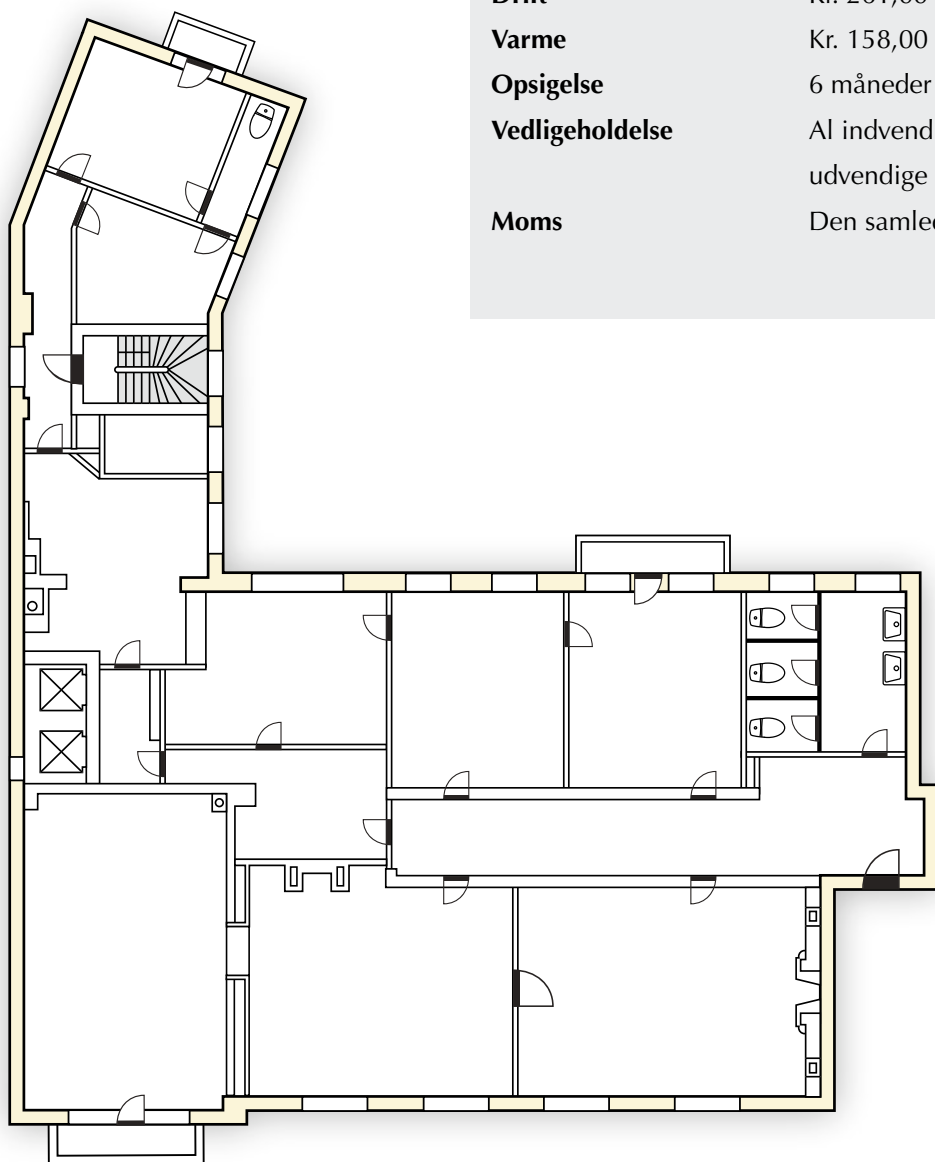 Varme Kr. 158,00
Opsigelse 6 måneder
Vedligeholdelse Al indvend
udvendige
Moms Den samled